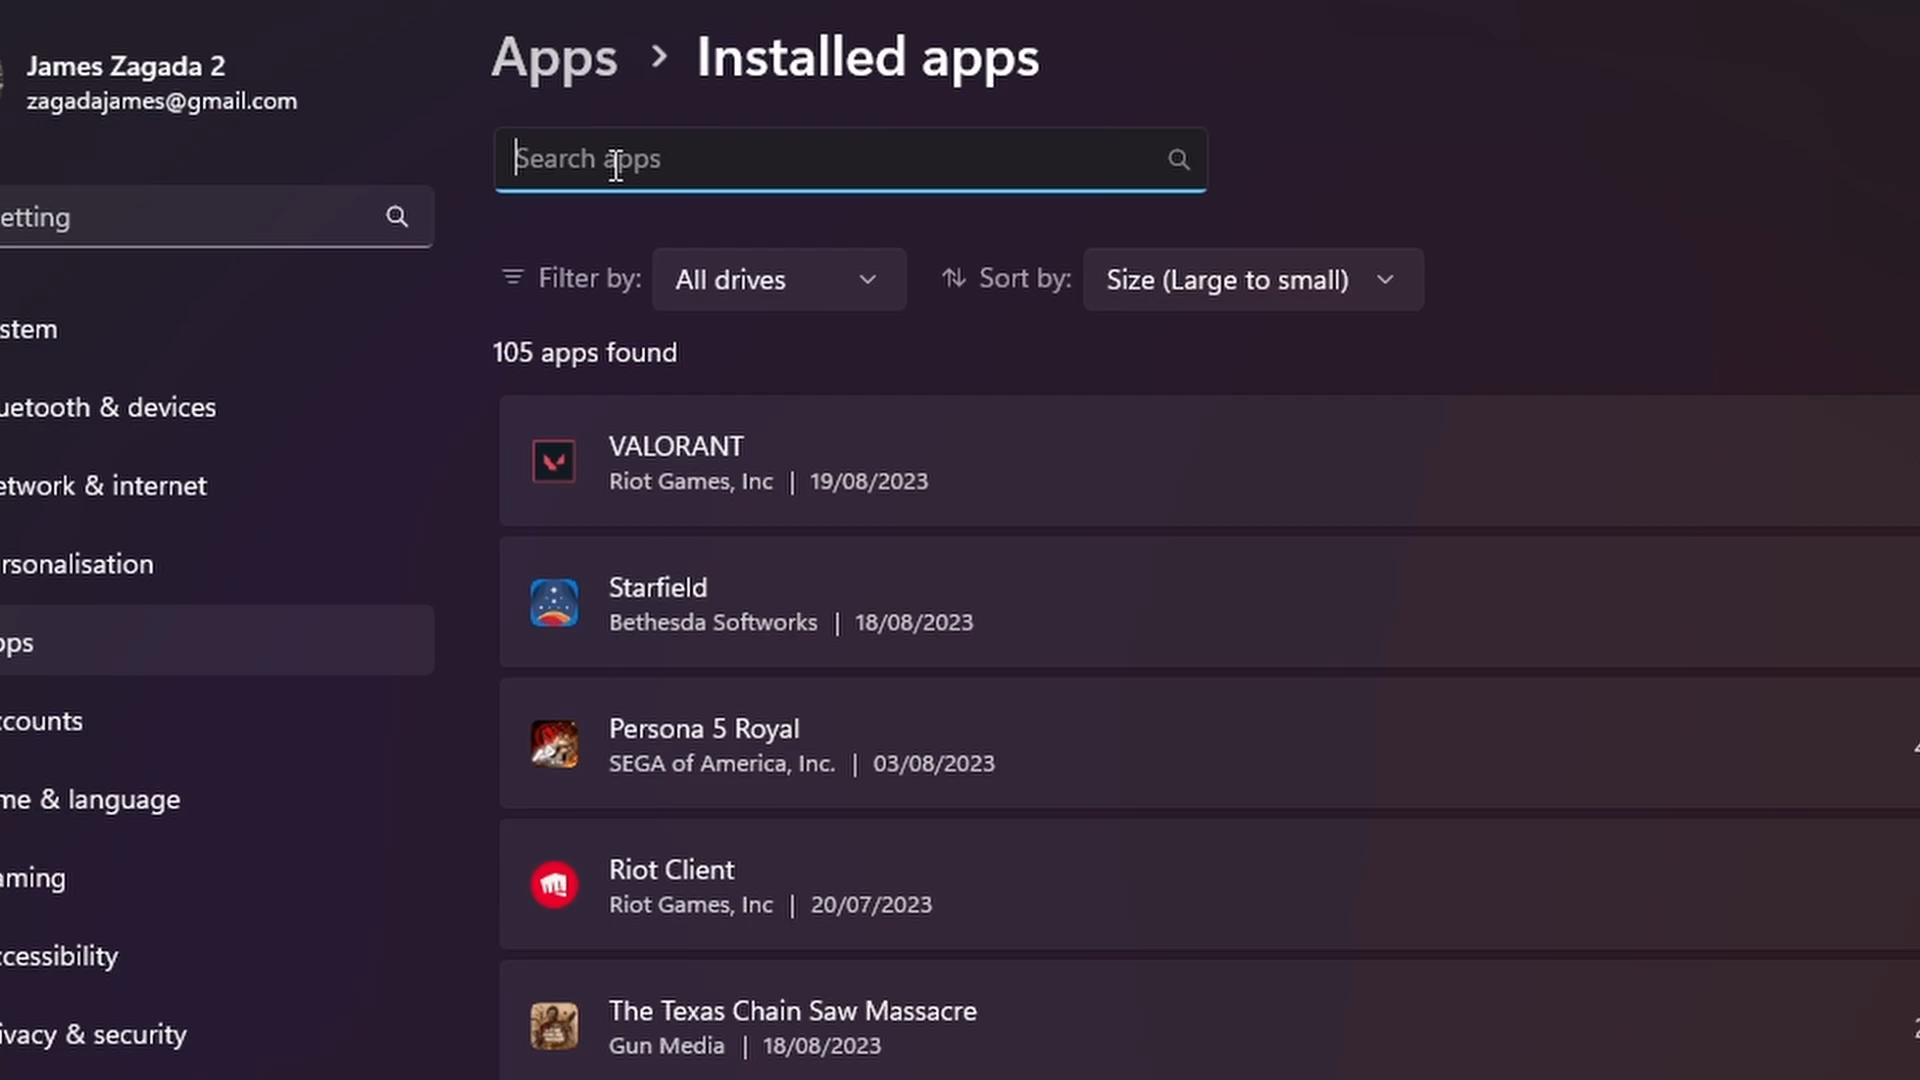 James Zagada 2
zagadajames@gmail.com
etting
stem
uetooth & devices
etwork & internet
rsonalisation
ops
ccounts
me & language
aming
ccessibility
ivacy & security
Apps > Installed apps
Search apps
Filter by: All drives
Sort by: Size (Large to small)
105 apps found
VALORANT
Riot Games, Inc | 19/08/2023
Starfield
Bethesda Softworks | 18/08/2023
Persona 5 Royal
SEGA of America, Inc. | 03/08/2023
Riot Client
Riot Games, Inc | 20/07/2023
The Texas Chain Saw Massacre
Gun Media | 18/08/2023